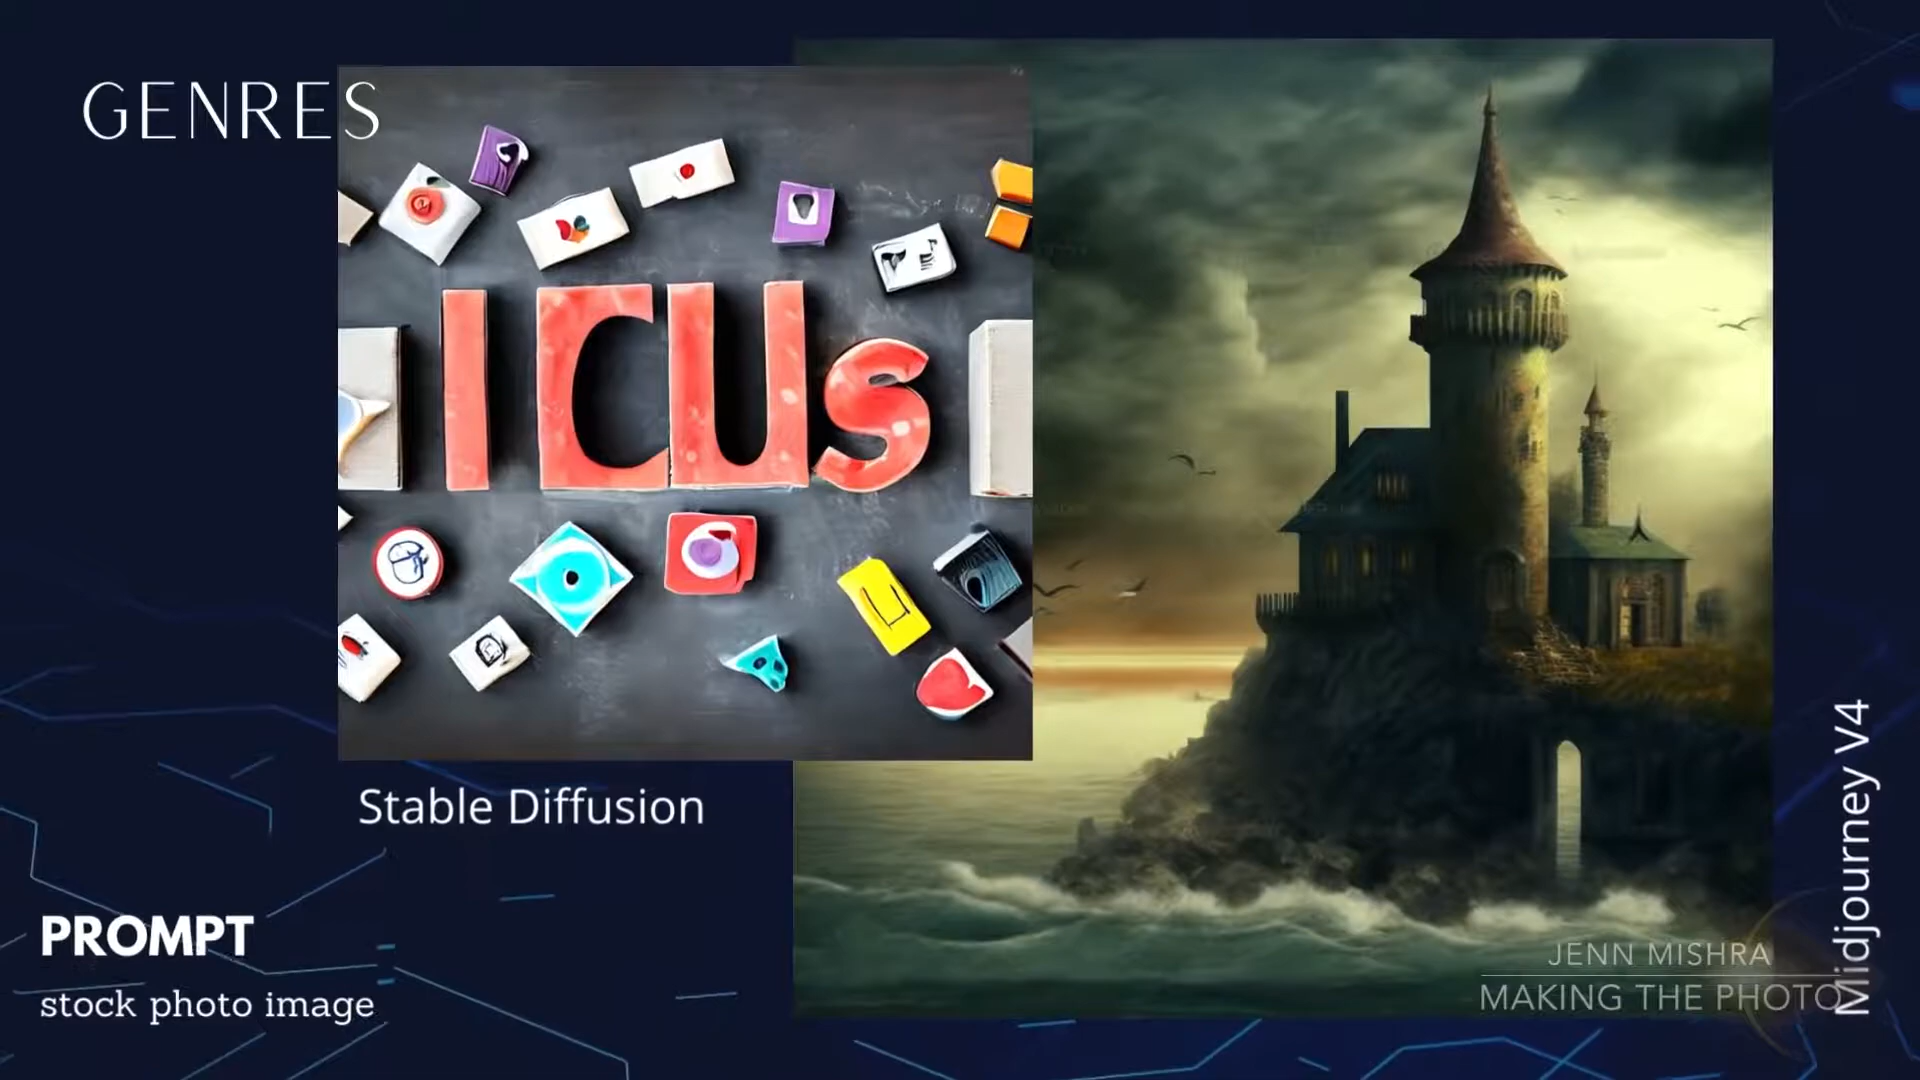 GENRES
ICUs
Stable Diffusion
PROMPT
stock photo image
Midjourney V4
JENN MISHRA
MAKING THE PHOTO